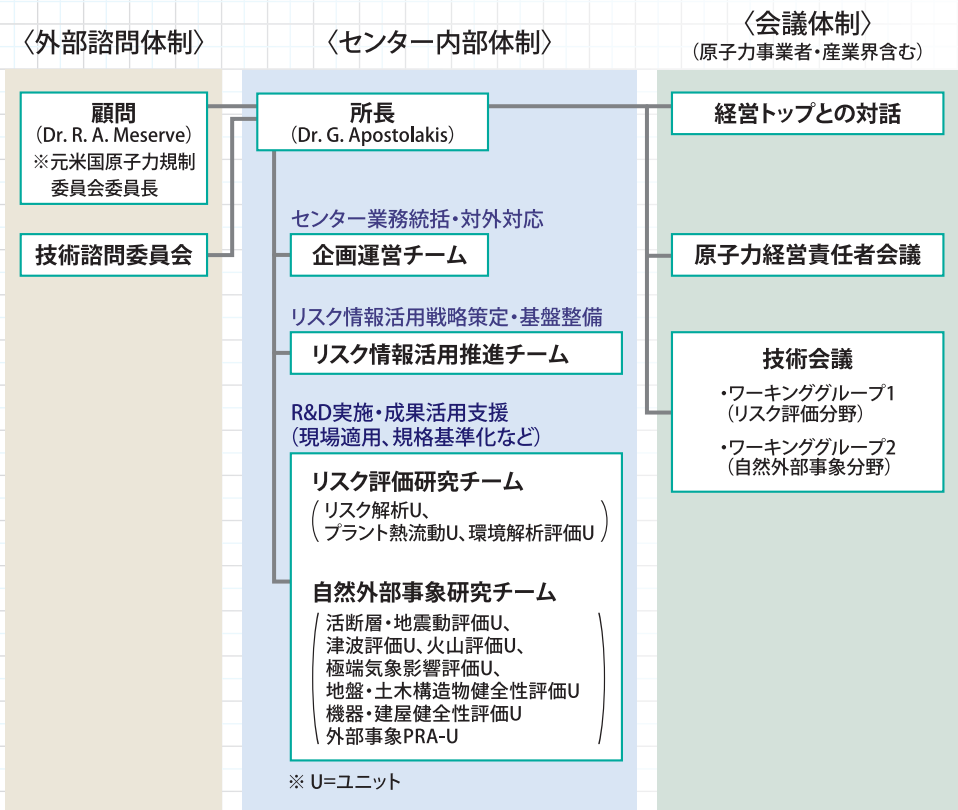 〈外部諮問体制〉
顧問
(Dr. R. A. Meserve)
※元米国原子力規制
委員会委員長
技術諮問委員会
〈センター内部体制〉
所長
(Dr. G. Apostolakis)
センター業務統括・対外対応
企画運営チーム
リスク情報活用戦略策定・基盤整備
リスク情報活用推進チーム
R&D実施・成果活用支援
(現場適用、規格基準化など)
リスク評価研究チーム
(リスク解析U、
プラント熱流動U、環境解析評価U)
自然外部事象研究チーム
(活断層・地震動評価U、
津波評価U、火山評価U、
極端気象影響評価U、
地盤・土木構造物健全性評価U
機器・建屋健全性評価U
外部事象PRA-U)
※ U=ユニット
〈会議体制〉
(原子力事業者・産業界含む)
経営トップとの対話
原子力経営責任者会議
技術会議
・ワーキンググループ1
(リスク評価分野)
・ワーキンググループ2
(自然外部事象分野)